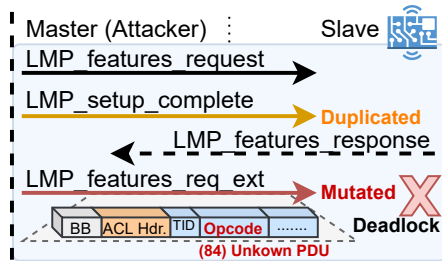 Master (Attacker)
Slave
LMP_features_request
LMP_setup_complete
Duplicated
LMP_features_response
LMP_features_req_ext
Mutated
Deadlock
BB
ACL Hdr.
TID
Opcode
.......
(84) Unkown PDU